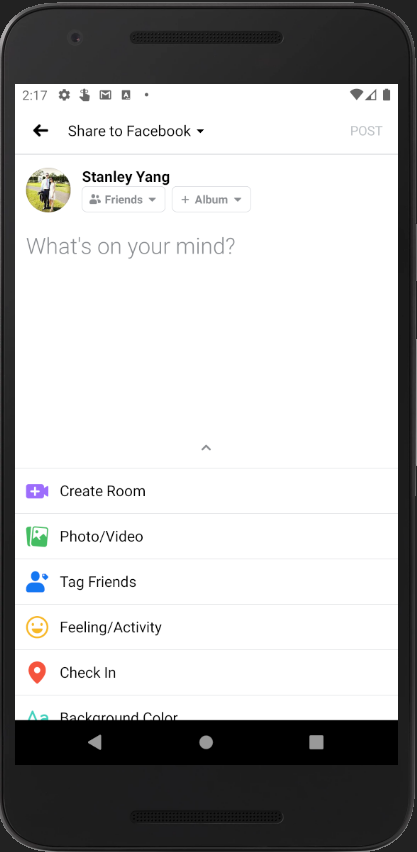 2:17
Share to Facebook
POST
Stanley Yang
Friends
+ Album
What's on your mind?
Create Room
Photo/Video
Tag Friends
Feeling/Activity
Check In
Aa Background Color